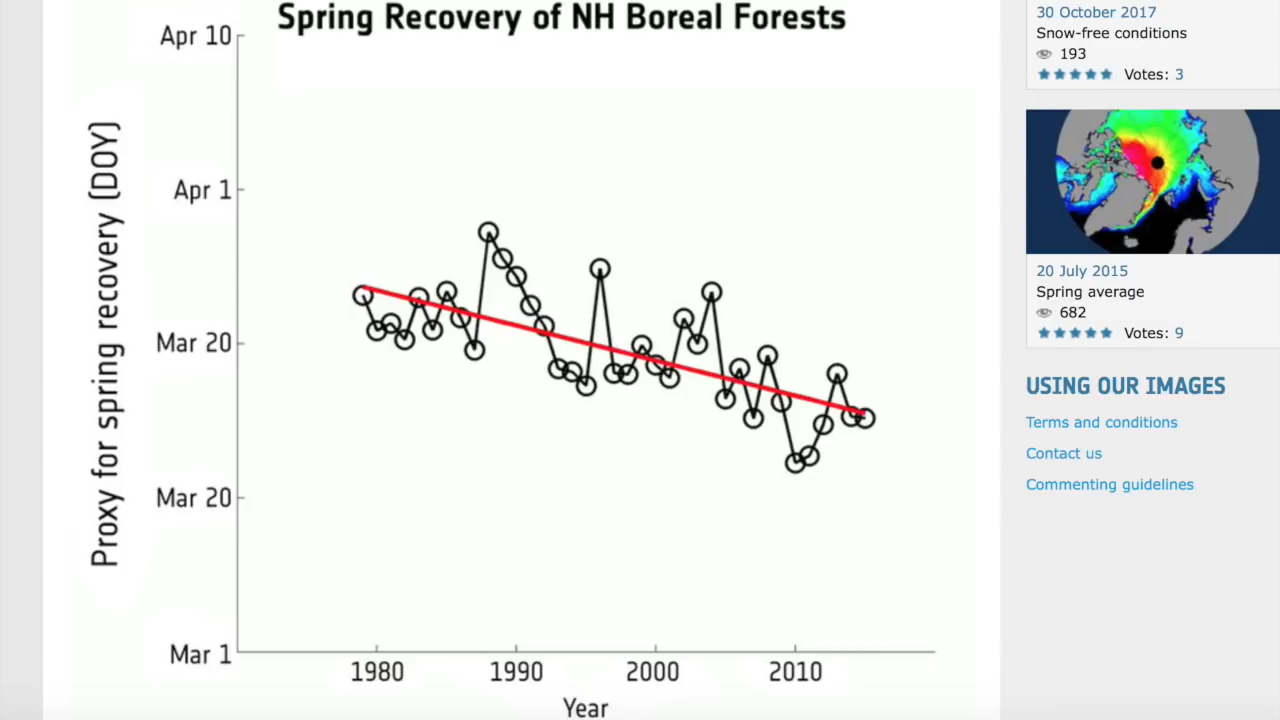 Spring Recovery of NH Boreal Forests
Proxy for spring recovery (DOY)
Apr 10
Apr 1
Mar 20
Mar 20
Mar 1
1980
1990
2000
2010
Year
30 October 2017
Snow-free conditions
193
Votes: 3
20 July 2015
Spring average
682
Votes: 9
USING OUR IMAGES
Terms and conditions
Contact us
Commenting guidelines